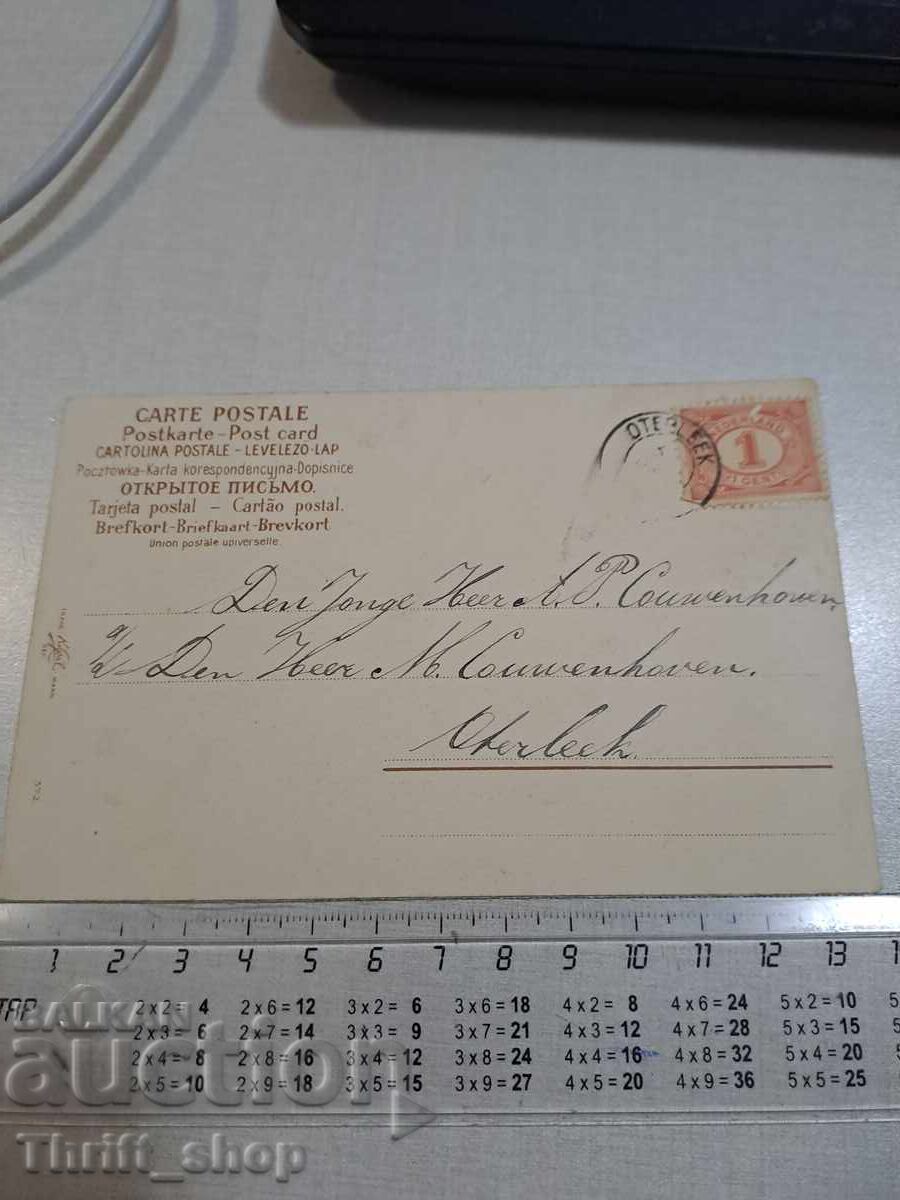 CARTE POSTALE
Postkarte – Post card
CARTOLINA POSTALE – LEVELEZO-LAP
Pocztowka-Karta korespondencyjna-Dopisnice
ОТКРЫТОЕ ПИСЬМО.
Tarjeta postal – Cartão postal.
Brefkort-Briefkaart-Brevkort
Union postale universelle.
OTERLEEK
NEDERLAND
1
CENT
Den Jonge Heer A. P. Couwenhoven
a/d Den Heer M. Couwenhoven.
Oterleek.
1 2 3 4 5 6 7 8 9 10 11 12 13 1
2 x 2 = 4 2 x 6 = 12 3 x 2 = 6 3 x 6 = 18 4 x 2 = 8 4 x 6 = 24 5 x 2 = 10 5
2 x 3 = 6 2 x 7 = 14 3 x 3 = 9 3 x 7 = 21 4 x 3 = 12 4 x 7 = 28 5 x 3 = 15 5
2 x 4 = 8 2 x 8 = 16 3 x 4 = 12 3 x 8 = 24 4 x 4 = 16 4 x 8 = 32 5 x 4 = 20
2 x 5 = 10 2 x 9 = 18 3 x 5 = 15 3 x 9 = 27 4 x 5 = 20 4 x 9 = 36 5 x 5 = 25
BALKAN
auction
Thrift_shop